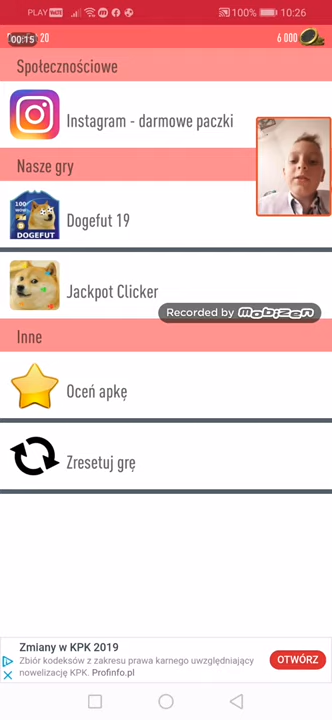 PLAY 100% 10:26
00:15 20 6 000
Społecznościowe
Instagram - darmowe paczki
Nasze gry
100
DOGEFUT
Dogefut 19
Jackpot Clicker
Recorded by MOBIZEN
Inne
Oceń apkę
Zresetuj grę
Zmiany w KPK 2019
Zbiór kodeksów z zakresu prawa karnego uwzględniający
nowelizację KPK. Profinfo.pl
OTWÓRZ